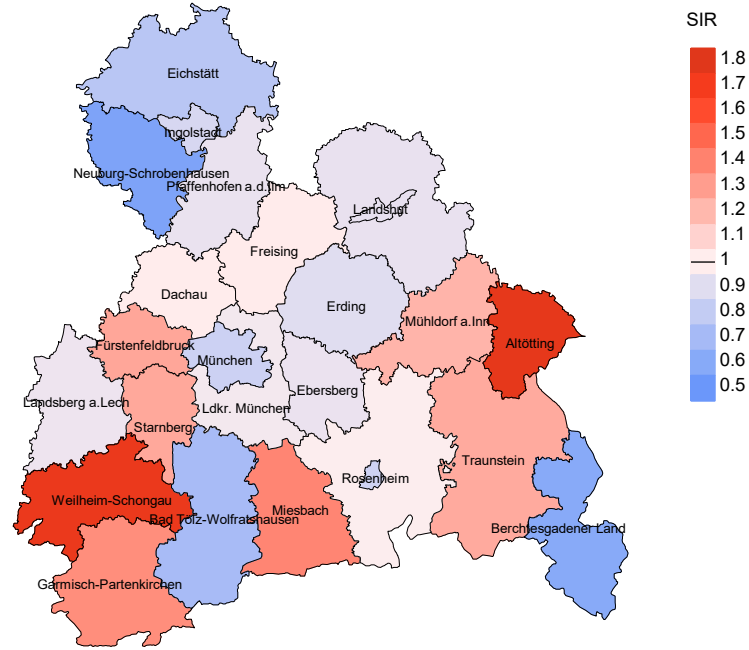 SIR
1.8
1.7
1.6
1.5
1.4
1.3
1.2
1.1
1
0.9
0.8
0.7
0.6
0.5
Eichstätt
Ingolstadt
Neuburg-Schrobenhausen
Pfaffenhofen a.d.Ilm
Landshut
Freising
Dachau
Erding
Mühldorf a.Inn
Altötting
Fürstenfeldbruck
München
Ebersberg
Landsberg a.Lech
Ldkr. München
Starnberg
Traunstein
Rosenheim
Weilheim-Schongau
Miesbach
Bad Tölz-Wolfratshausen
Berchtesgadener Land
Garmisch-Partenkirchen